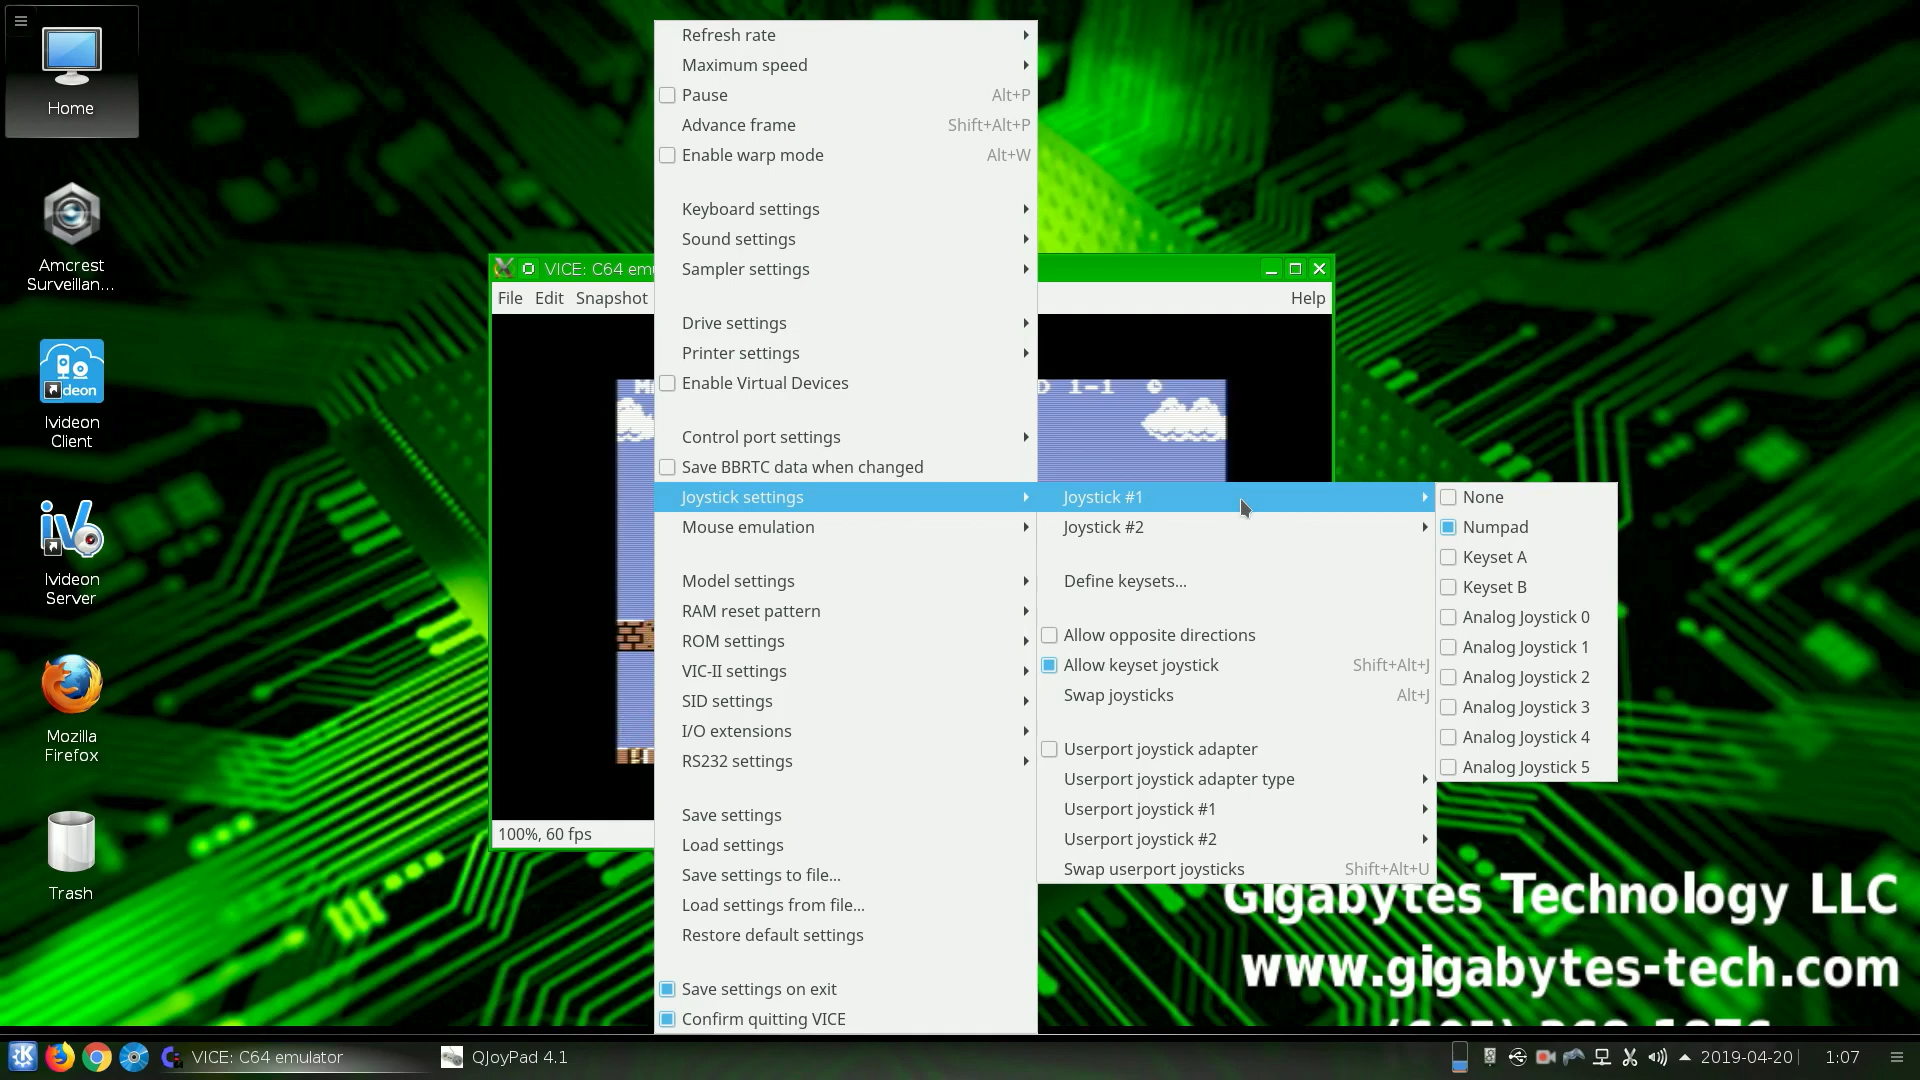 Home
Amcrest
Surveillan...
deon
Ivideon
Client
Ivideon
Server
Mozilla
Firefox
Trash
VICE: C64 emu
File Edit Snapshot
Help
D 1-1
100%, 60 fps
Refresh rate
Maximum speed
Pause Alt+P
Advance frame Shift+Alt+P
Enable warp mode Alt+W
Keyboard settings
Sound settings
Sampler settings
Drive settings
Printer settings
Enable Virtual Devices
Control port settings
Save BBRTC data when changed
Joystick settings
Mouse emulation
Model settings
RAM reset pattern
ROM settings
VIC-II settings
SID settings
I/O extensions
RS232 settings
Save settings
Load settings
Save settings to file...
Load settings from file...
Restore default settings
Save settings on exit
Confirm quitting VICE
Joystick #1
Joystick #2
Define keysets...
Allow opposite directions
Allow keyset joystick Shift+Alt+J
Swap joysticks Alt+J
Userport joystick adapter
Userport joystick adapter type
Userport joystick #1
Userport joystick #2
Swap userport joysticks Shift+Alt+U
None
Numpad
Keyset A
Keyset B
Analog Joystick 0
Analog Joystick 1
Analog Joystick 2
Analog Joystick 3
Analog Joystick 4
Analog Joystick 5
Gigabytes Technology LLC
www.gigabytes-tech.com
VICE: C64 emulator
QJoyPad 4.1
2019-04-20
1:07